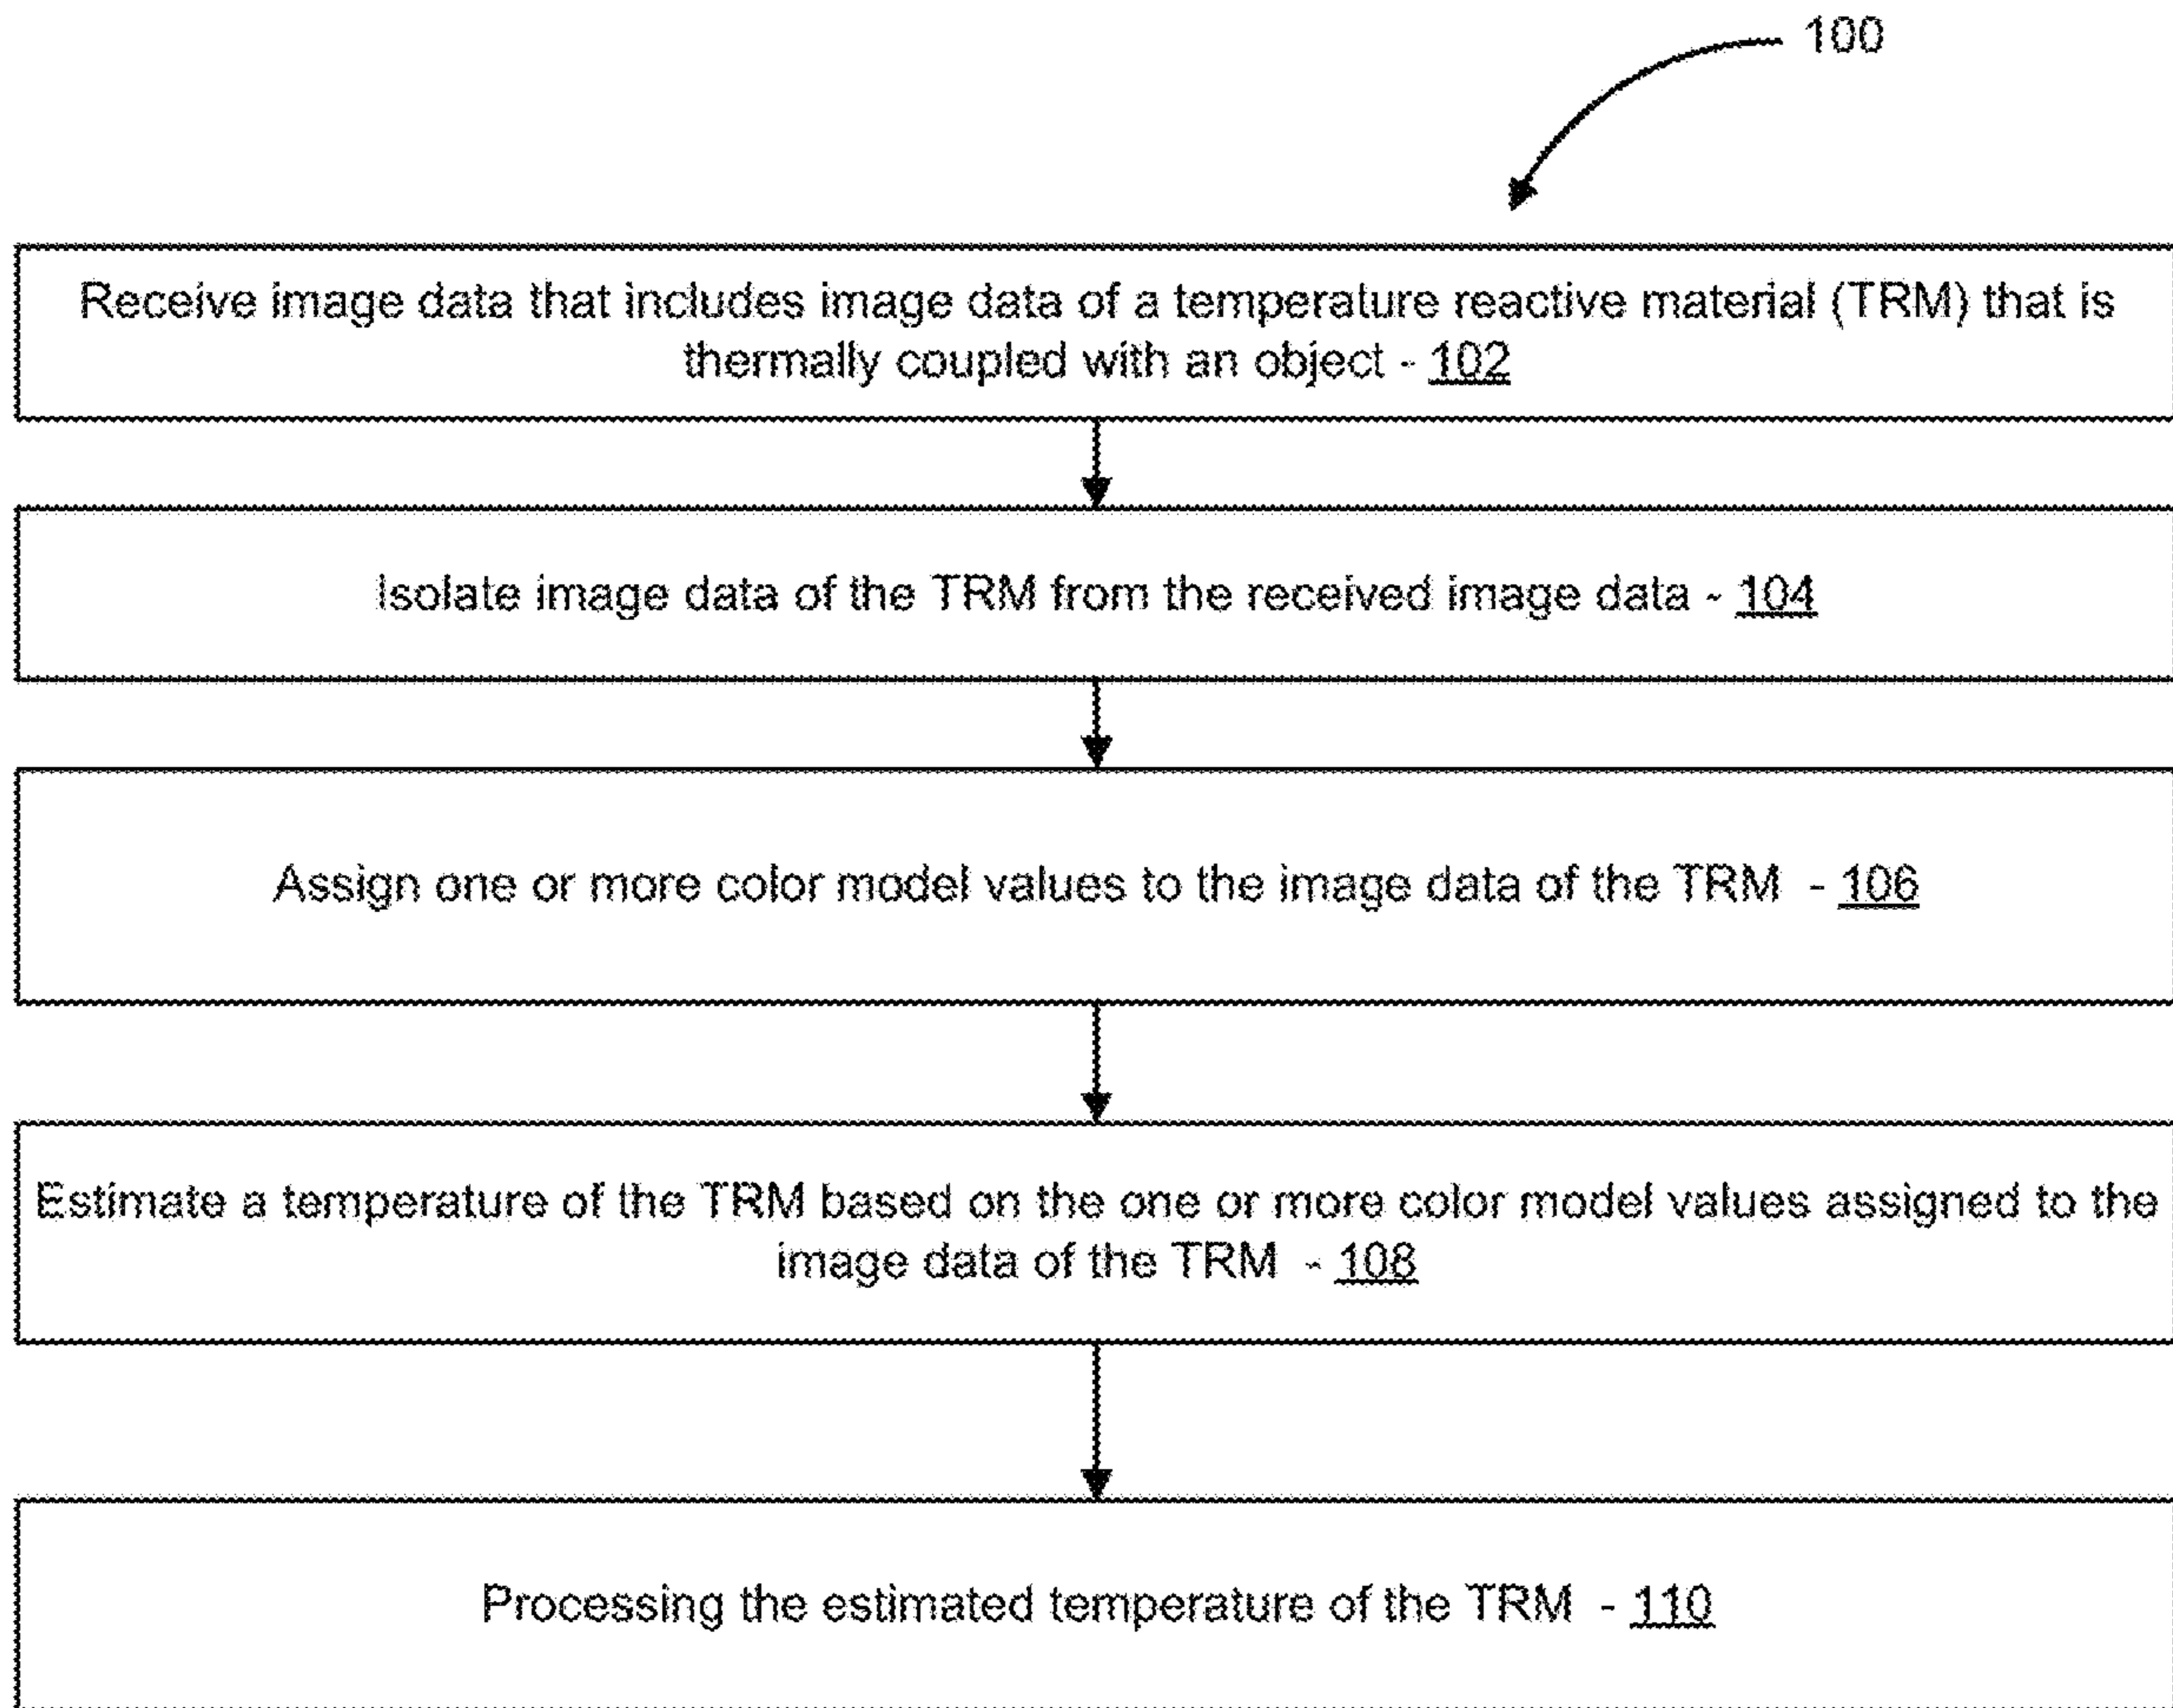 100
Receive image data that includes image data of a temperature reactive material (TRM) that is
thermally coupled with an object - 102
Isolate image data of the TRM from the received image data - 104
Assign one or more color model values to the image data of the TRM - 106
Estimate a temperature of the TRM based on the one or more color model values assigned to the
image data of the TRM - 108
Processing the estimated temperature of the TRM - 110